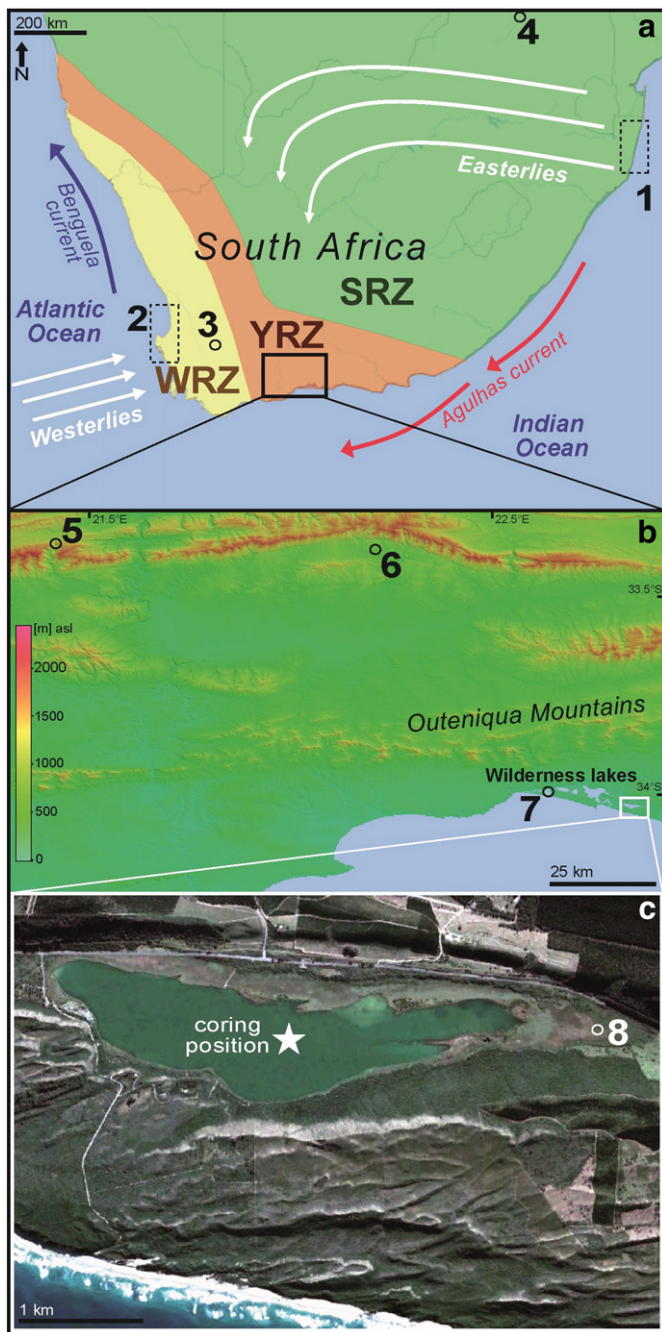 200 km
4
a
N
Easterlies
1
Benguela
current
South Africa
SRZ
Atlantic
Ocean
2
3
YRZ
WRZ
Agulhas current
Westerlies
Indian
Ocean
5
21.5°E
22.5°E
b
6
33.5°S
[m] asl
2000
1500
1000
500
0
Outeniqua Mountains
Wilderness lakes
34°S
7
25 km
c
coring
position
8
1 km